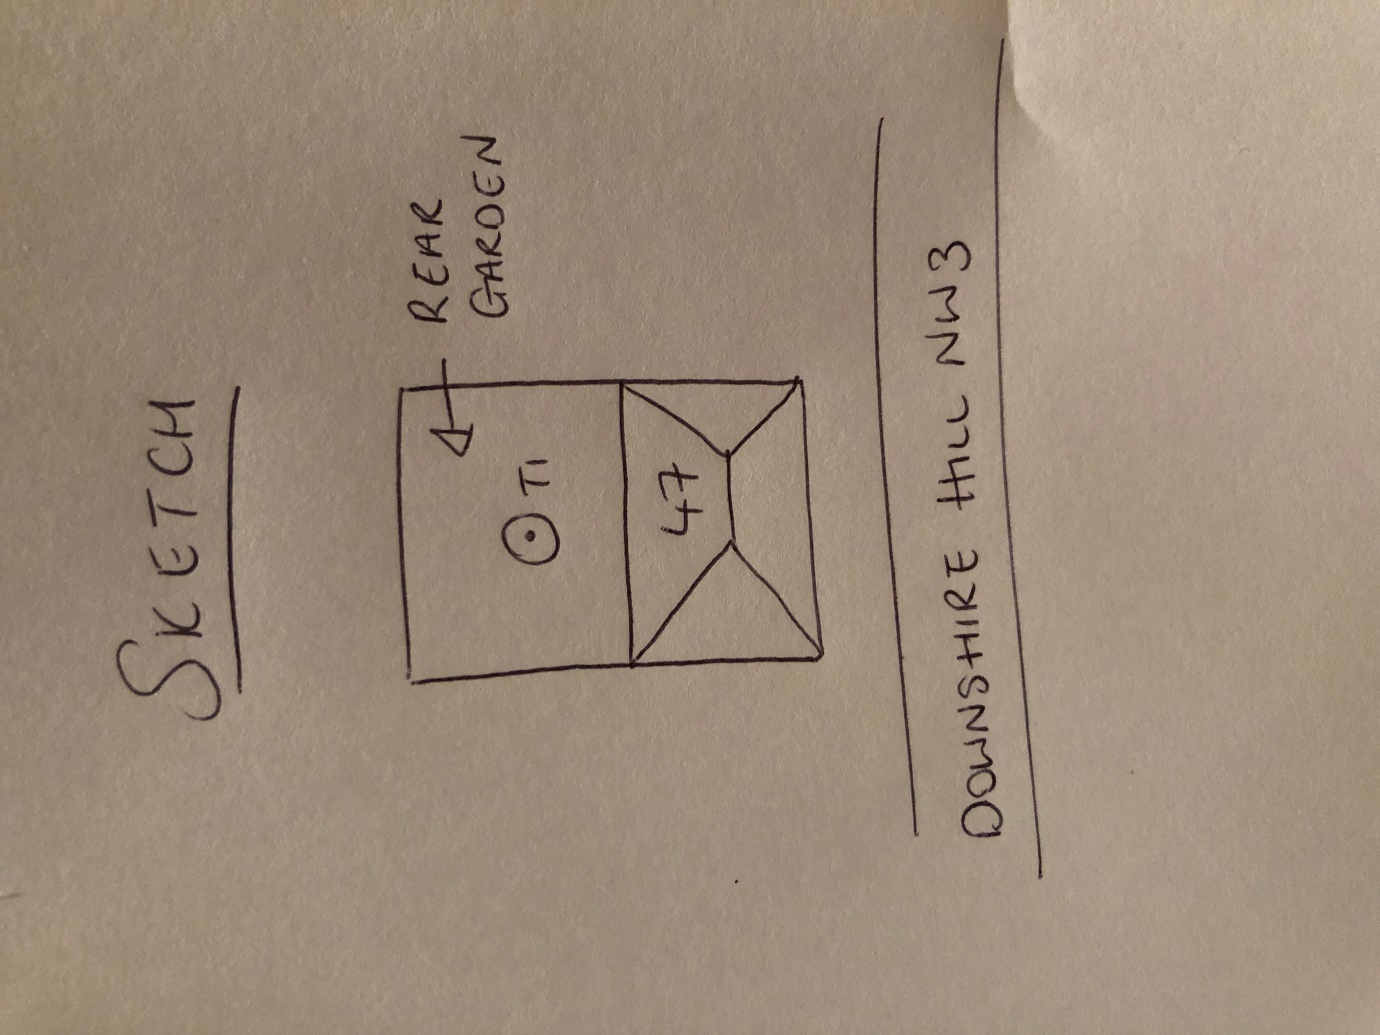 SKETCH
REAR
GARDEN
T1
47
DOWNSHIRE HILL NW3